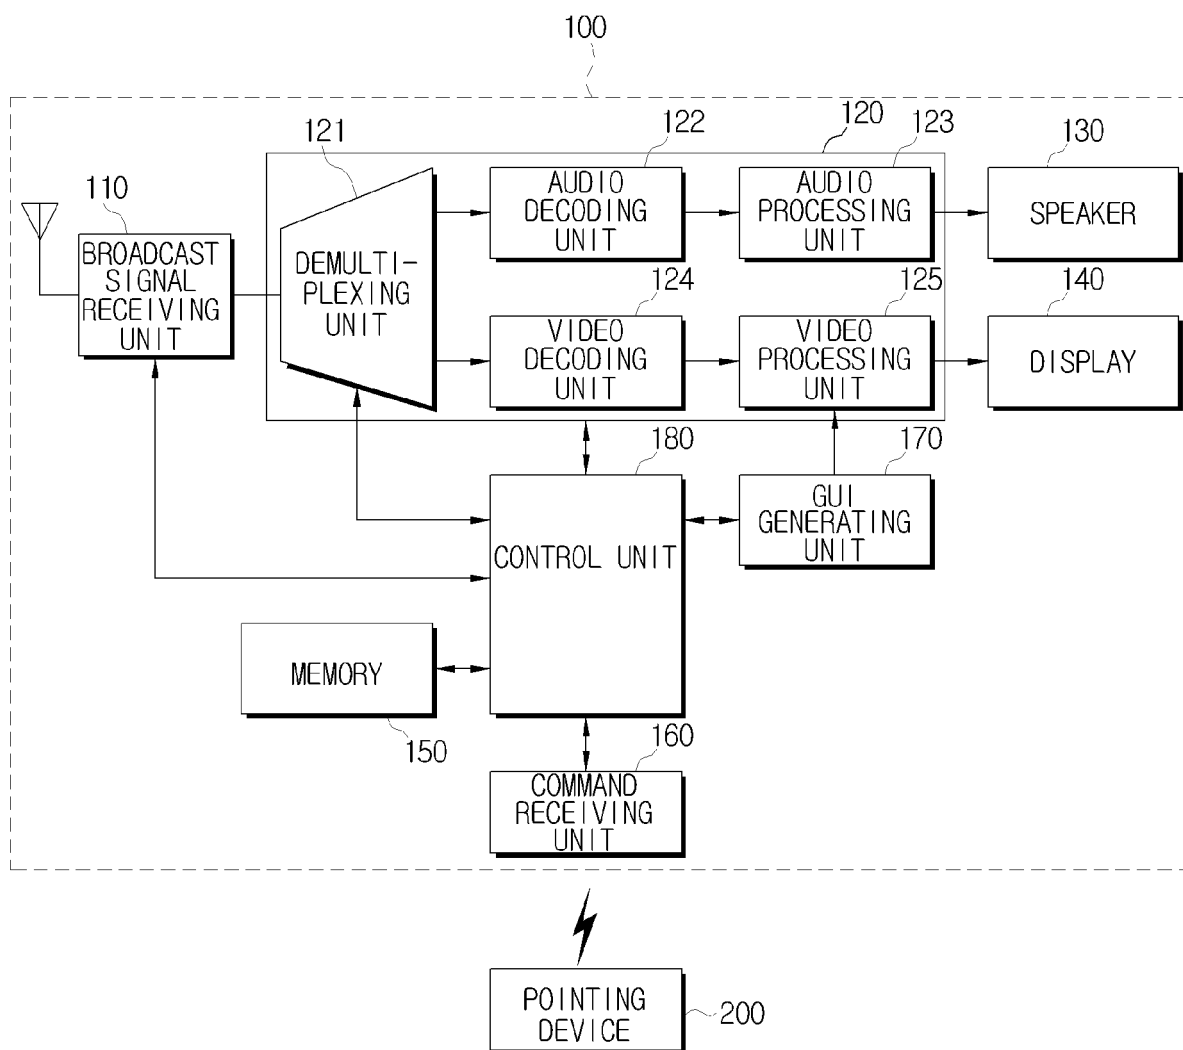 100
121
122
120
123
130
110
BROADCAST
SIGNAL
RECEIVING
UNIT
DEMULTI-
PLEXING
UNIT
AUDIO
DECODING
UNIT
AUDIO
PROCESSING
UNIT
SPEAKER
124
125
140
VIDEO
DECODING
UNIT
VIDEO
PROCESSING
UNIT
DISPLAY
180
170
CONTROL UNIT
GUI
GENERATING
UNIT
MEMORY
150
160
COMMAND
RECEIVING
UNIT
POINTING
DEVICE
200